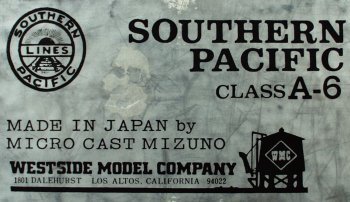 SOUTHERN
LINES
PACIFIC
SOUTHERN
PACIFIC
CLASS A-6
MADE IN JAPAN by
MICRO CAST MIZUNO
WESTSIDE MODEL COMPANY
1801 DALEHURST LOS ALTOS, CALIFORNIA 94022
WMC